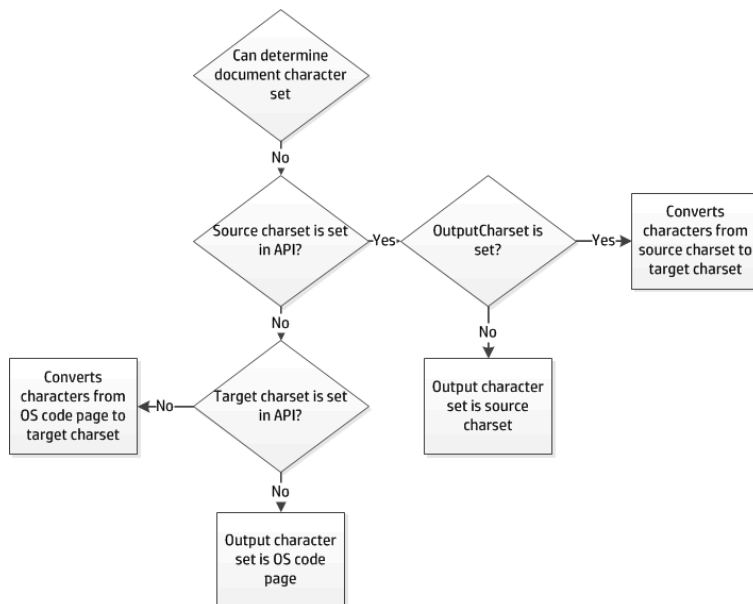 Can determine
document character
set
No
Source charset is set
in API?
Yes
OutputCharset is
set?
Yes
Converts
characters from
source charset to
target charset
No
No
Converts
characters from
OS code page to
target charset
No
Target charset is set
in API?
Output character
set is source
charset
No
Output character
set is OS code
page